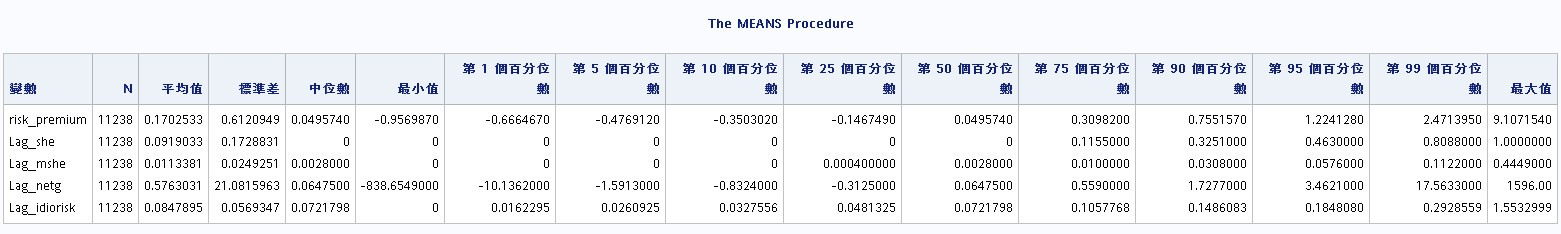 The MEANS Procedure
變數 N 平均值 標準差 中位數 最小值 第 1 個百分位數 第 5 個百分位數 第 10 個百分位數 第 25 個百分位數 第 50 個百分位數 第 75 個百分位數 第 90 個百分位數 第 95 個百分位數 第 99 個百分位數 最大值
risk_premium 11238 0.1702533 0.6120949 0.0495740 -0.9569870 -0.6664670 -0.4769120 -0.3503020 -0.1467490 0.0495740 0.3098200 0.7551570 1.2241280 2.4713950 9.1071540
Lag_she 11238 0.0919033 0.1728831 0 0 0 0 0 0 0 0.1155000 0.3251000 0.4630000 0.8088000 1.0000000
Lag_mshe 11238 0.0113381 0.0249251 0.0028000 0 0 0 0 0.000400000 0.0028000 0.0100000 0.0308000 0.0576000 0.1122000 0.4449000
Lag_netg 11238 0.5763031 21.0815963 0.0647500 -838.6549000 -10.1362000 -1.5913000 -0.8324000 -0.3125000 0.0647500 0.5590000 1.7277000 3.4621000 17.5633000 1596.00
Lag_idiorisk 11238 0.0847895 0.0569347 0.0721798 0 0.0162295 0.0260925 0.0327556 0.0481325 0.0721798 0.1057768 0.1486083 0.1848080 0.2928559 1.5532999